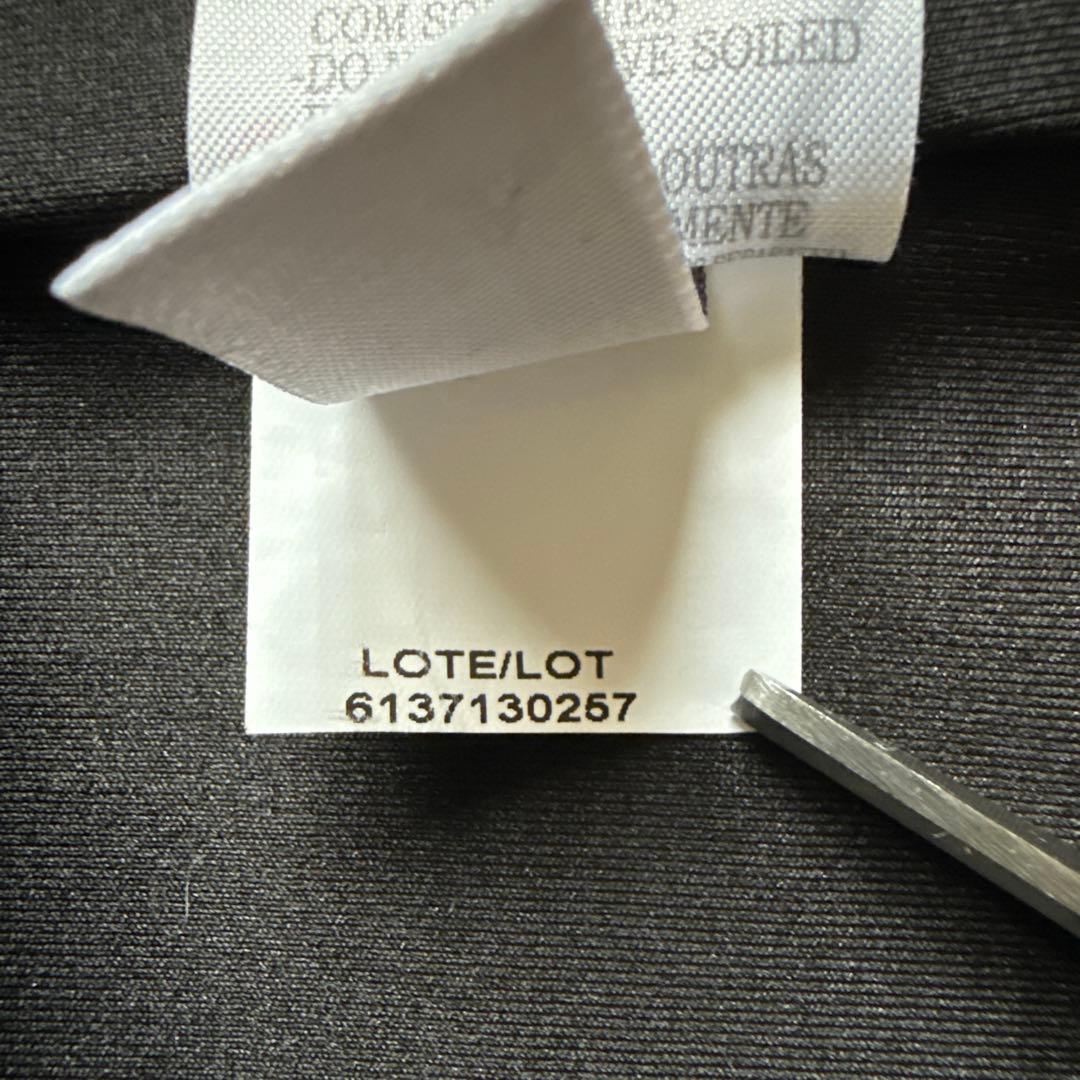 COM SO
-DO VE SOILED
OUTRAS
MENTE
LOTE/LOT
6137130257